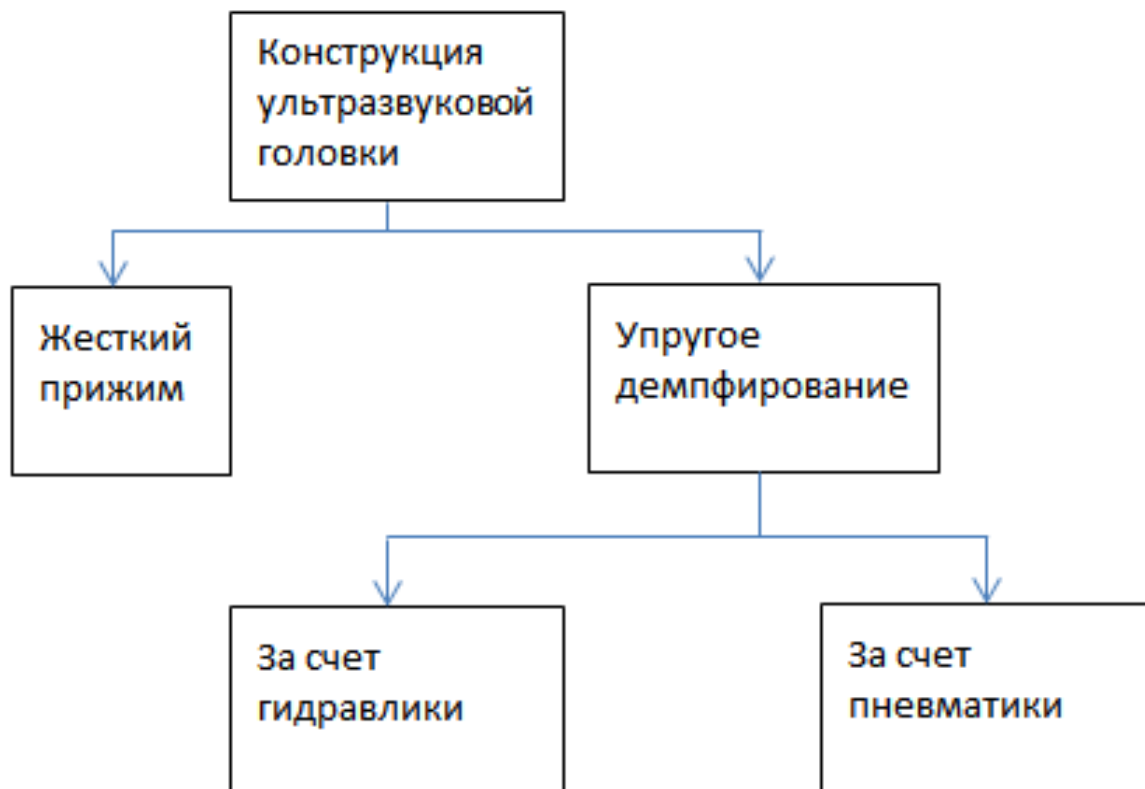 Конструкция
ультразвуковой
головки
Жесткий
прижим
Упругое
демпфирование
За счет
гидравлики
За счет
пневматики